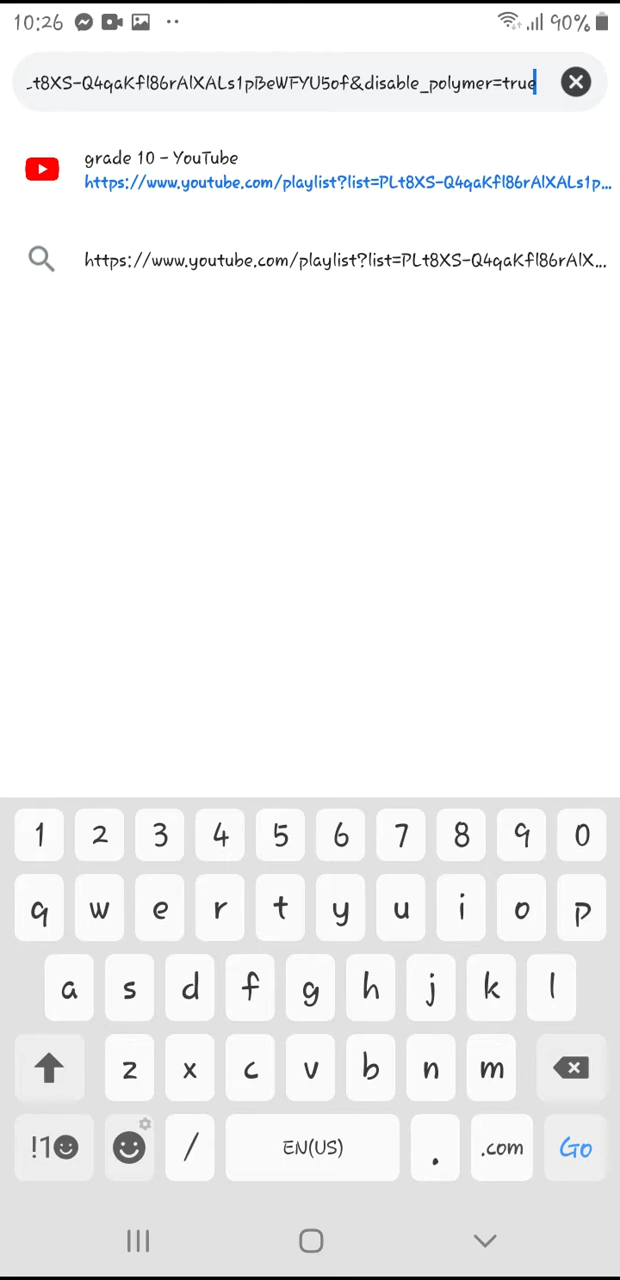 10:26 90%
_t8XS-Q4qaKfl86rAlXALs1pBeWFYU5of&disable_polymer=true
grade 10 - YouTube
https://www.youtube.com/playlist?list=PLt8XS-Q4qaKfl86rAlXALs1p...
https://www.youtube.com/playlist?list=PLt8XS-Q4qaKfl86rAlX...
1 2 3 4 5 6 7 8 9 0
q w e r t y u i o p
a s d f g h j k l
z x c v b n m
!1☻ / EN(US) . .com Go